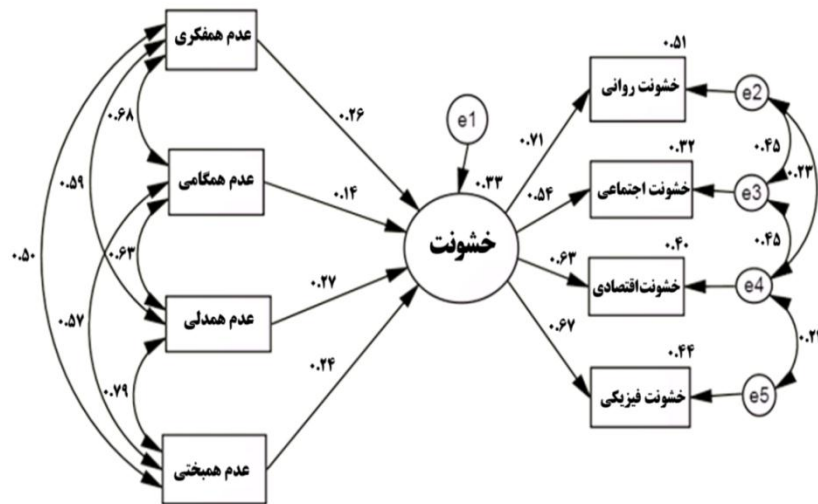 عدم همفکری
عدم همگامی
عدم همدلی
عدم همبختی
۰.۶۸
۰.۵۹
۰.۵۰
۰.۶۳
۰.۵۷
۰.۷۹
۰.۲۶
۰.۱۴
۰.۲۷
۰.۲۴
e1
۰.۳۳
خشونت
۰.۷۱
۰.۵۴
۰.۶۳
۰.۶۷
۰.۵۱
خشونت روانی
۰.۳۲
خشونت اجتماعی
۰.۴۰
خشونت اقتصادی
۰.۴۴
خشونت فیزیکی
e2
e3
e4
e5
۰.۴۵
۰.۲۳
۰.۴۵